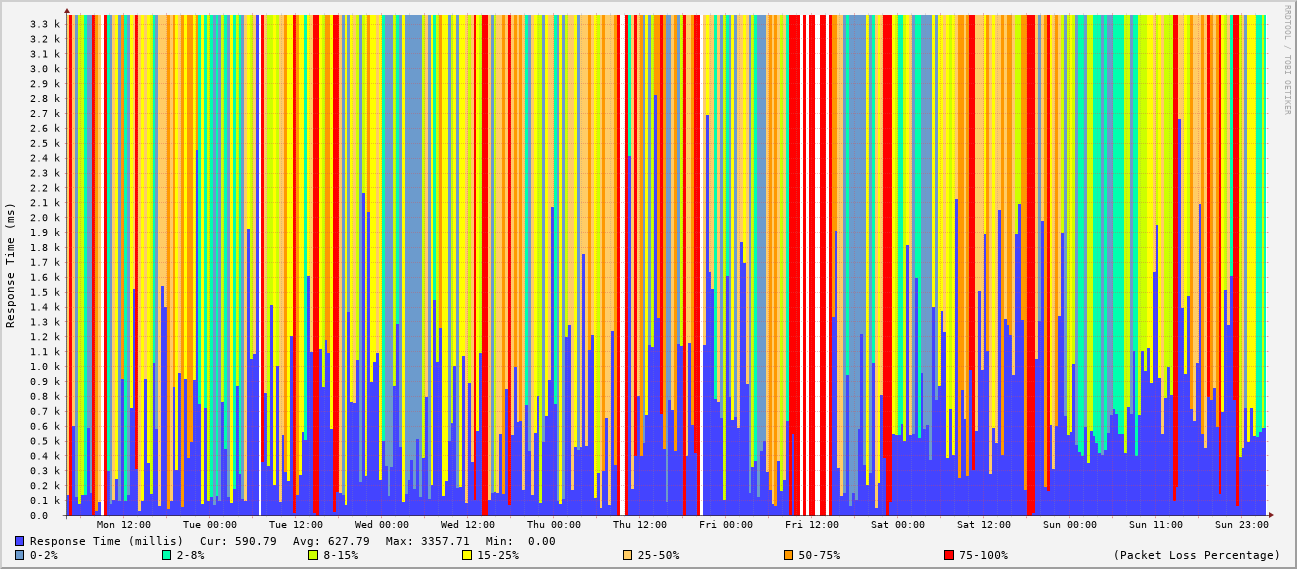 RRDTOOL / TOBI OETIKER
Response Time (ms)
3.3 k
3.2 k
3.1 k
3.0 k
2.9 k
2.8 k
2.7 k
2.6 k
2.5 k
2.4 k
2.3 k
2.2 k
2.1 k
2.0 k
1.9 k
1.8 k
1.7 k
1.6 k
1.5 k
1.4 k
1.3 k
1.2 k
1.1 k
1.0 k
0.9 k
0.8 k
0.7 k
0.6 k
0.5 k
0.4 k
0.3 k
0.2 k
0.1 k
0.0
Mon 12:00 Tue 00:00 Tue 12:00 Wed 00:00 Wed 12:00 Thu 00:00 Thu 12:00 Fri 00:00 Fri 12:00 Sat 00:00 Sat 12:00 Sun 00:00 Sun 11:00 Sun 23:00
Response Time (millis) Cur: 590.79 Avg: 627.79 Max: 3357.71 Min: 0.00
0-2% 2-8% 8-15% 15-25% 25-50% 50-75% 75-100% (Packet Loss Percentage)